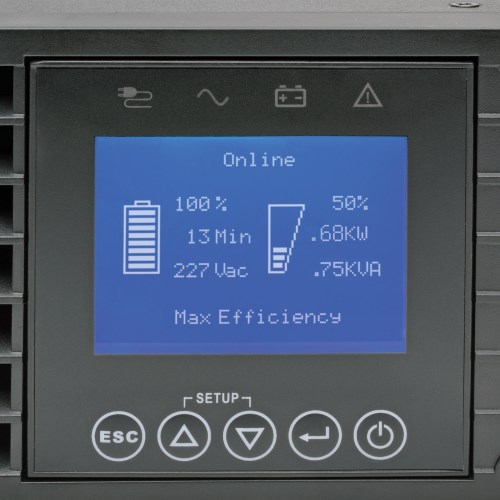 Online
100% 50%
13 Min .68KW
227 Vac .75KVA
Max Efficiency
SETUP
ESC